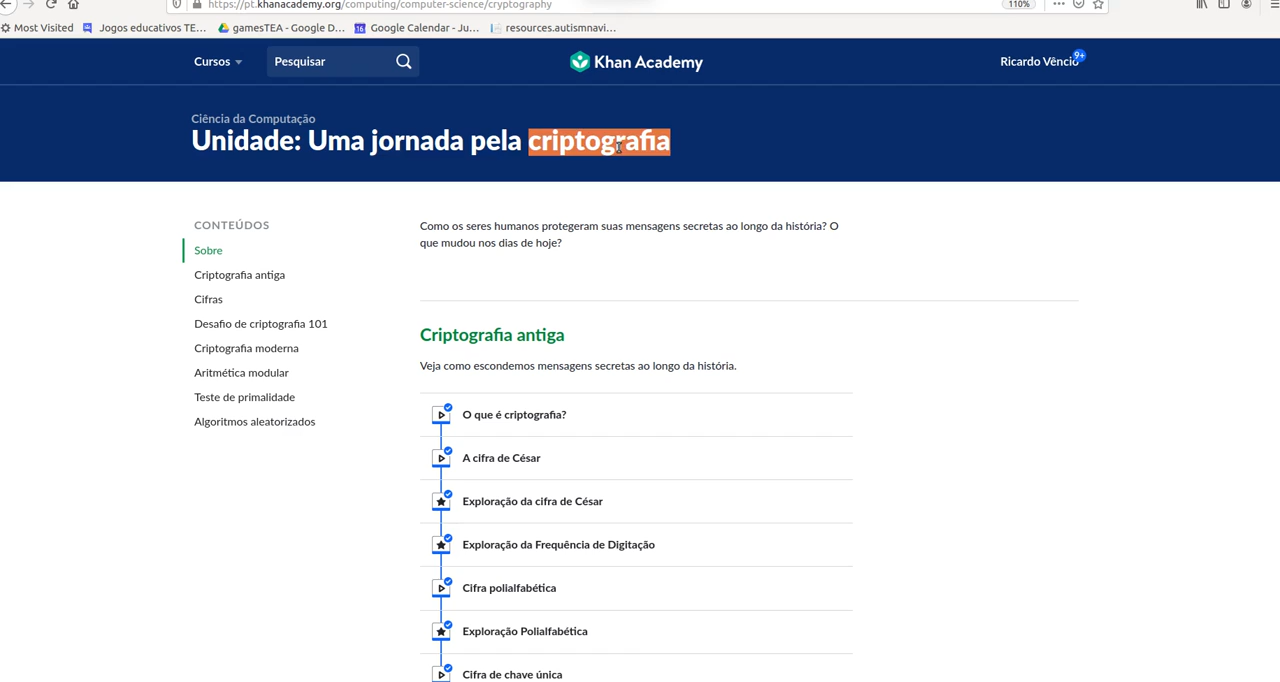 https://pt.khanacademy.org/computing/computer-science/cryptography
110%
Most Visited
Jogos educativos TE...
gamesTEA - Google D...
16
Google Calendar - Ju...
resources.autismnavi...
Cursos
Pesquisar
Khan Academy
Ricardo Vêncio
9+
Ciência da Computação
Unidade: Uma jornada pela criptografia
CONTEÚDOS
Sobre
Criptografia antiga
Cifras
Desafio de criptografia 101
Criptografia moderna
Aritmética modular
Teste de primalidade
Algoritmos aleatorizados
Como os seres humanos protegeram suas mensagens secretas ao longo da história? O
que mudou nos dias de hoje?
Criptografia antiga
Veja como escondemos mensagens secretas ao longo da história.
O que é criptografia?
A cifra de César
Exploração da cifra de César
Exploração da Frequência de Digitação
Cifra polialfabética
Exploração Polialfabética
Cifra de chave única